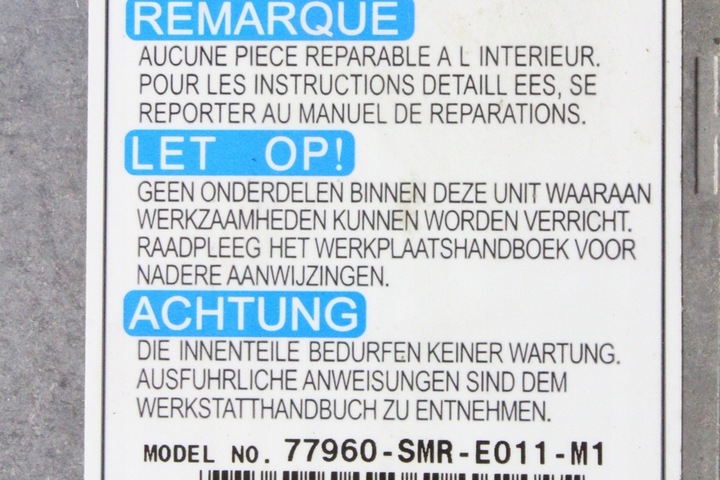 REMARQUE
AUCUNE PIECE REPARABLE A L INTERIEUR.
POUR LES INSTRUCTIONS DETAILL EES, SE
REPORTER AU MANUEL DE REPARATIONS.
LET OP!
GEEN ONDERDELEN BINNEN DEZE UNIT WAARAAN
WERKZAAMHEDEN KUNNEN WORDEN VERRICHT.
RAADPLEEG HET WERKPLAATSHANDBOEK VOOR
NADERE AANWIJZINGEN.
ACHTUNG
DIE INNENTEILE BEDURFEN KEINER WARTUNG.
AUSFUHRLICHE ANWEISUNGEN SIND DEM
WERKSTATTHANDBUCH ZU ENTNEHMEN.
MODEL NO. 77960-SMR-E011-M1